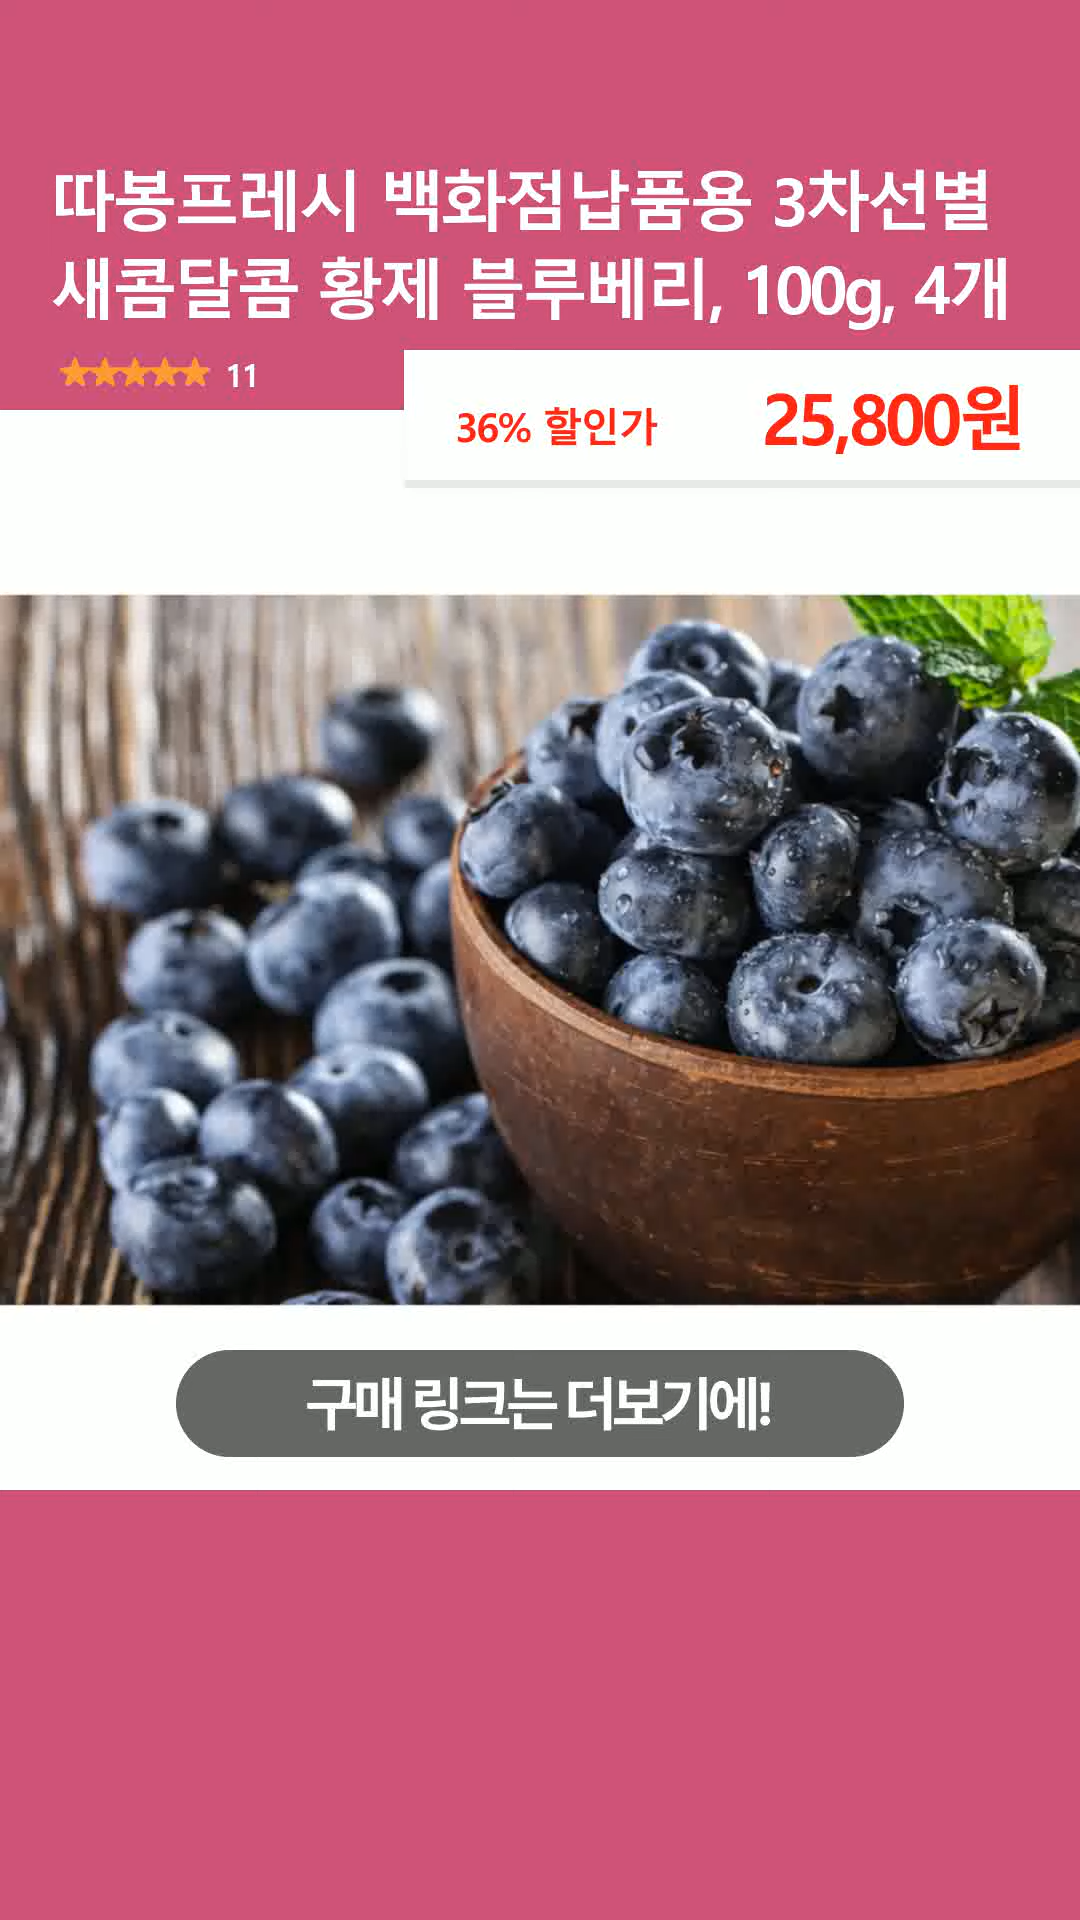 따봉프레시 백화점납품용 3차선별
새콤달콤 황제 블루베리, 100g, 4개
11
36% 할인가
25,800원
구매 링크는 더보기에!